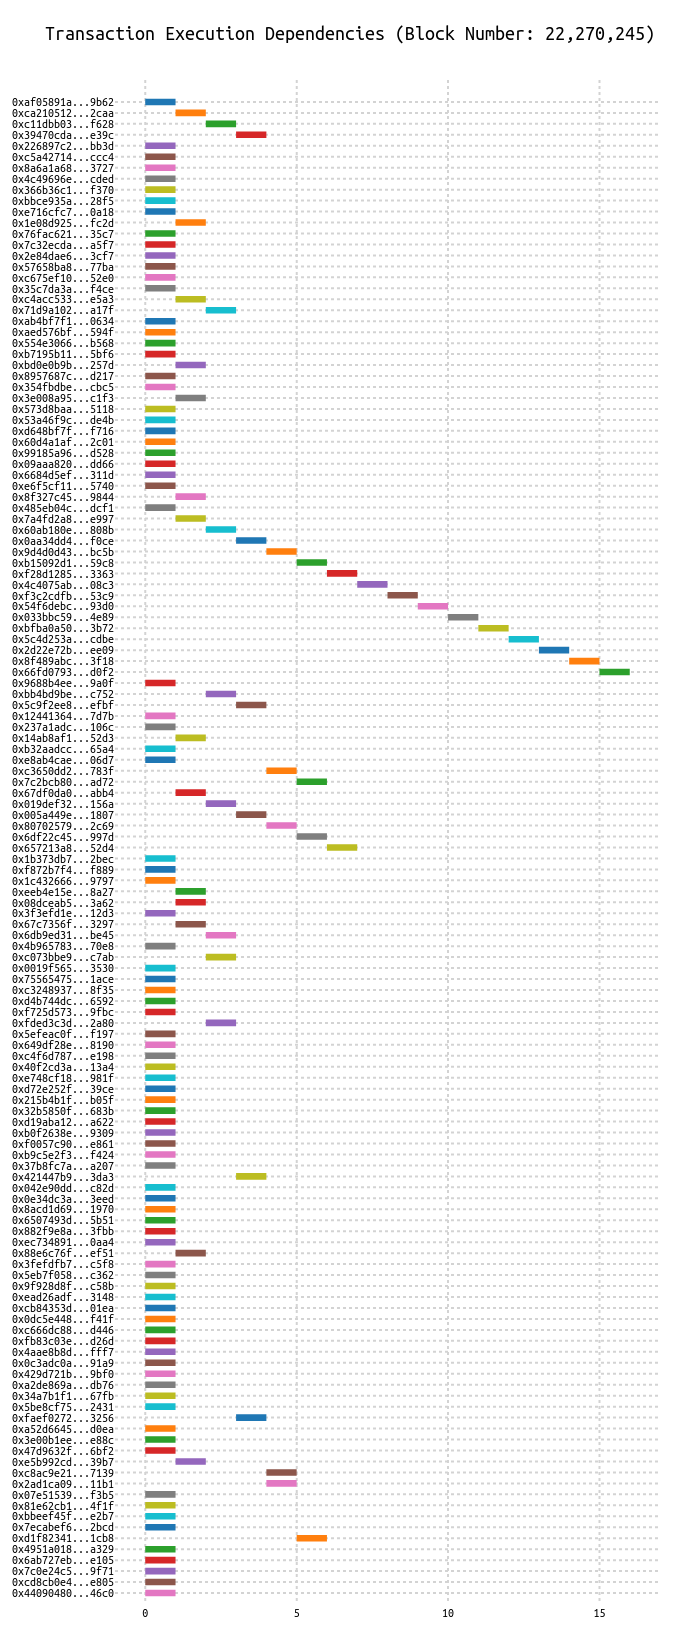 Transaction Execution Dependencies (Block Number: 22,270,245)
0xaf05891a...9b62
0xca210512...2caa
0xc11dbb03...f628
0x39470cda...e39c
0x226897c2...bb3d
0xc5a42714...ccc4
0x8a6a1a68...3727
0x4c49696e...cded
0x366b36c1...f370
0xbbce935a...28f5
0xe716cfc7...0a18
0x1e08d925...fc2d
0x76fac621...35c7
0x7c32ecda...a5f7
0x2e84dae6...3cf7
0x57658ba8...77ba
0xc675ef10...52e0
0x35c7da3a...f4ce
0xc4acc533...e5a3
0x71d9a102...a17f
0xab4bf7f1...0634
0xaed576bf...594f
0x554e3066...b568
0xb7195b11...5bf6
0xbd0e0b9b...257d
0x8957687c...d217
0x354fbdbe...cbc5
0x3e008a95...c1f3
0x573d8baa...5118
0x53a46f9c...de4b
0xd648bf7f...f716
0x60d4a1af...2c01
0x99185a96...d528
0x09aaa820...dd66
0x6684d5ef...311d
0xe6f5cf11...5740
0x8f327c45...9844
0x485eb04c...dcf1
0x7a4fd2a8...e997
0x60ab180e...808b
0x0aa34dd4...f0ce
0x9d4d0d43...bc5b
0xb15092d1...59c8
0xf28d1285...3363
0x4c4075ab...08c3
0xf3c2cdfb...53c9
0x54f6debc...93d0
0x033bbc59...4e89
0xbfba0a50...3b72
0x5c4d253a...cdbe
0x2d22e72b...ee09
0x8f489abc...3f18
0x66fd0793...d0f2
0x9688b4ee...9a0f
0xbb4bd9be...c752
0x5c9f2ee8...efbf
0x12441364...7d7b
0x237a1adc...106c
0x14ab8af1...52d3
0xb32aadcc...65a4
0xe8ab4cae...06d7
0xc3650dd2...783f
0x7c2bcb80...ad72
0x67df0da0...abb4
0x019def32...156a
0x005a449e...1807
0x80702579...2c69
0x6df22c45...997d
0x657213a8...52d4
0x1b373db7...2bec
0xf872b7f4...f889
0x1c432666...9797
0xeeb4e15e...8a27
0x08dceab5...3a62
0x3f3efd1e...12d3
0x67c7356f...3297
0x6db9ed31...be45
0x4b965783...70e8
0xc073bbe9...c7ab
0x0019f565...3530
0x75565475...1ace
0xc3248937...8f35
0xd4b744dc...6592
0xf725d573...9fbc
0xfded3c3d...2a80
0x5efeac0f...f197
0x649df28e...8190
0xc4f6d787...e198
0x40f2cd3a...13a4
0xe748cf18...981f
0xd72e252f...39ce
0x215b4b1f...b05f
0x32b5850f...683b
0xd19aba12...a622
0xb0f2638e...9309
0xf0057c90...e861
0xb9c5e2f3...f424
0x37b8fc7a...a207
0x421447b9...3da3
0x042e90dd...c82d
0x0e34dc3a...3eed
0x8acd1d69...1970
0x6507493d...5b51
0x882f9e8a...3fbb
0xec734891...0aa4
0x88e6c76f...ef51
0x3fefdfb7...c5f8
0x5eb7f058...c362
0x9f928d8f...c58b
0xead26adf...3148
0xcb84353d...01ea
0x0dc5e448...f41f
0xc666dc88...d446
0xfb83c03e...d26d
0x4aae8b8d...fff7
0x0c3adc0a...91a9
0x429d721b...9bf0
0xa2de869a...db76
0x34a7b1f1...67fb
0x5be8cf75...2431
0xfaef0272...3256
0xa52d6645...d0ea
0x3e00b1ee...e88c
0x47d9632f...6bf2
0xe5b992cd...39b7
0xc8ac9e21...7139
0x2ad1ca09...11b1
0x07e51539...f3b5
0x81e62cb1...4f1f
0xbbeef45f...e2b7
0x7ecabef6...2bcd
0xd1f82341...1cb8
0x4951a018...a329
0x6ab727eb...e105
0x7c0e24c5...9f71
0xcd8cb0e4...e805
0x44090480...46c0
0 5 10 15